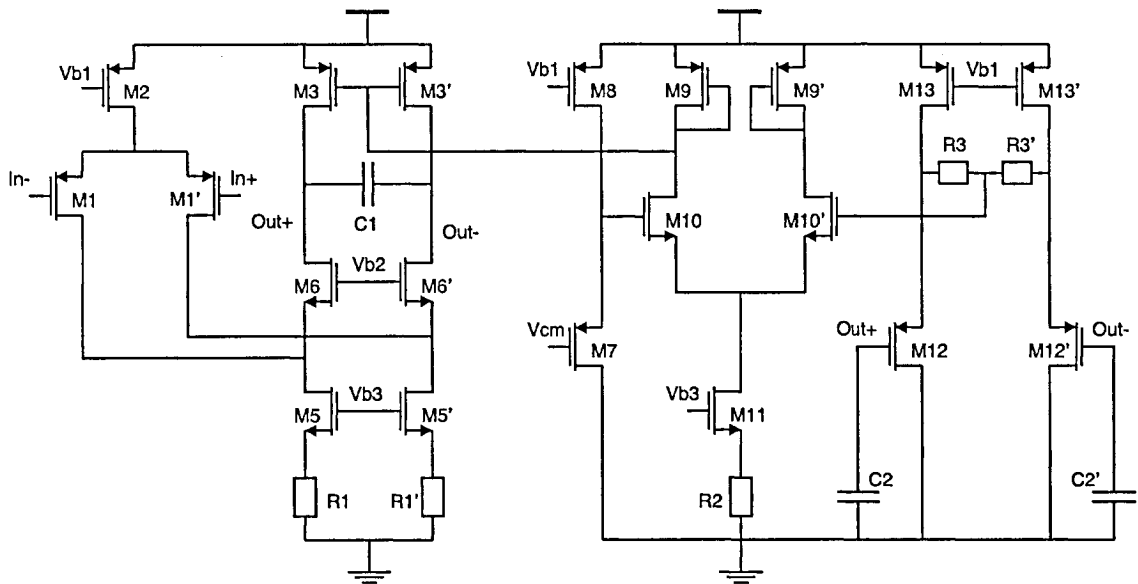 Vb1
M2
M3
M3'
Vb1
M8
M9
M9'
Vb1
M13
M13'
R3
R3'
In-
M1
M1'
In+
C1
Out+
Out-
M10
M10'
M6
Vb2
M6'
Vcm
M7
Out+
M12
M12'
Out-
M5
Vb3
M5'
Vb3
M11
R1
R1'
R2
C2
C2'